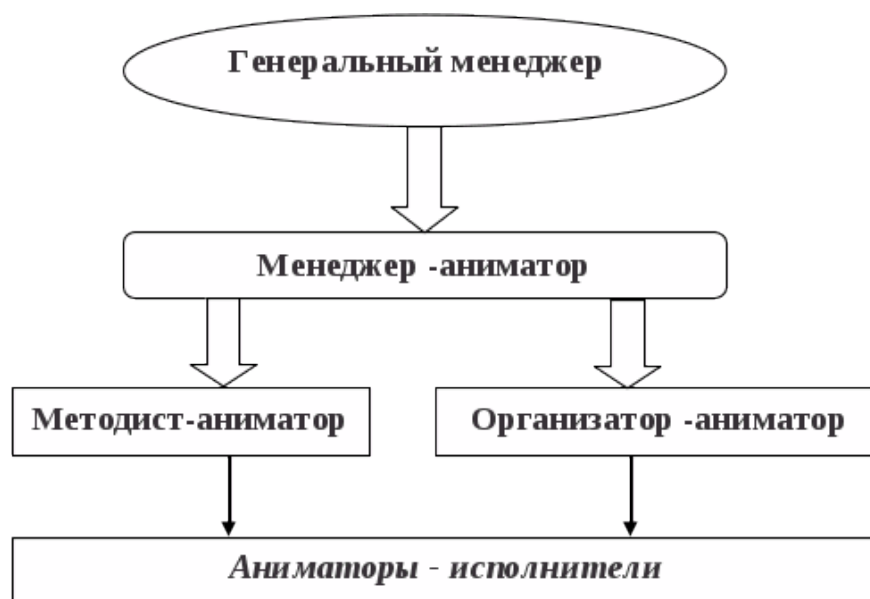 Генеральный менеджер
Менеджер -аниматор
Методист-аниматор
Организатор -аниматор
Аниматоры - исполнители